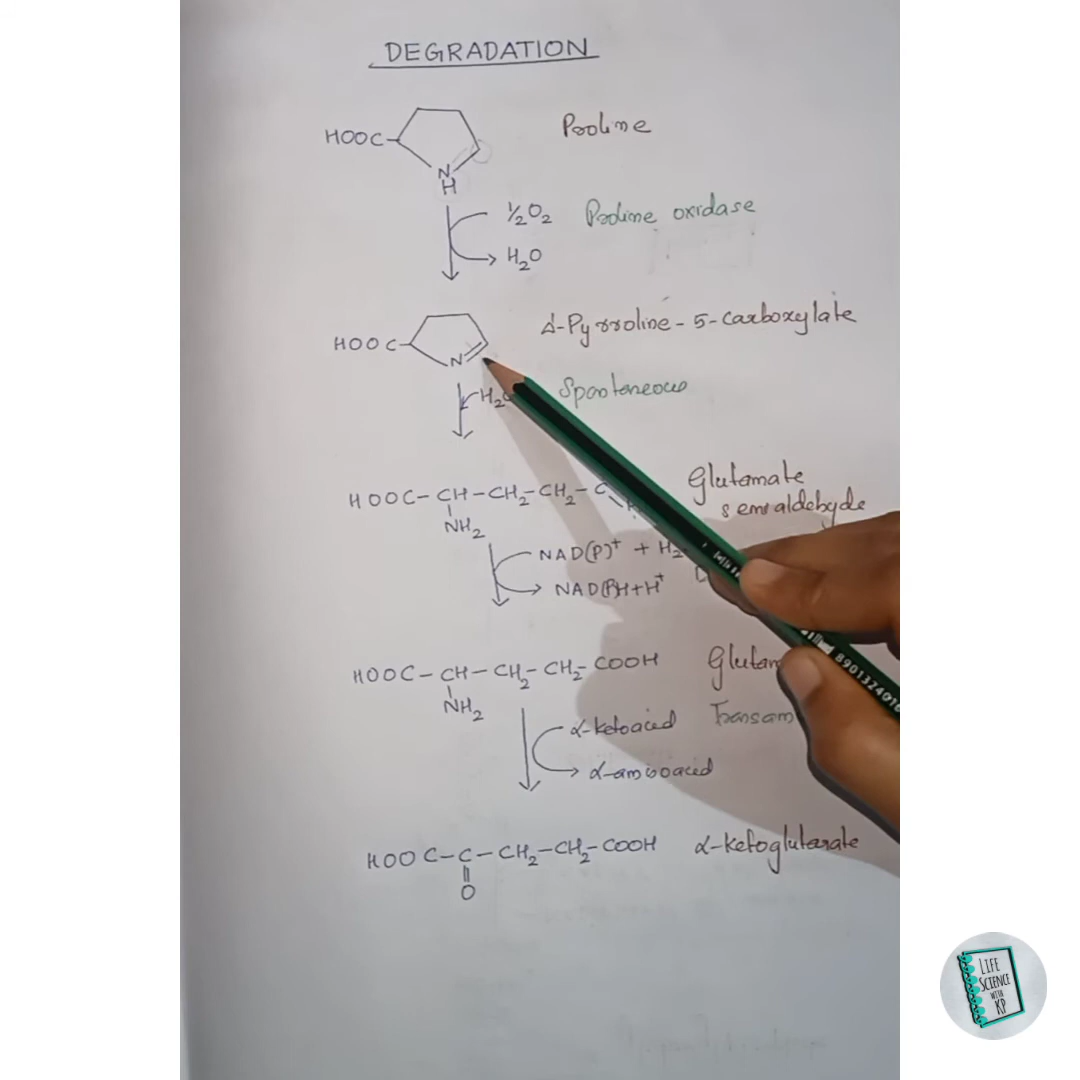 DEGRADATION
HOOC-
N
H
Proline
½O₂ Proline oxidase
H₂O
HOOC-
N
Δ'-Pyrroline-5-carboxylate
Spontaneous
HOOC-CH-CH₂-CH₂-C
NH₂
Glutamate
semialdehyde
NAD(P)⁺ +
NAD(P)H+H⁺
HOOC-CH-CH₂-CH₂-COOH
NH₂
α-ketoacid
α-aminoacid
HOOC-C-CH₂-CH₂-COOH α-ketoglutarate
O
LIFE
SCIENCE
WITH
KP